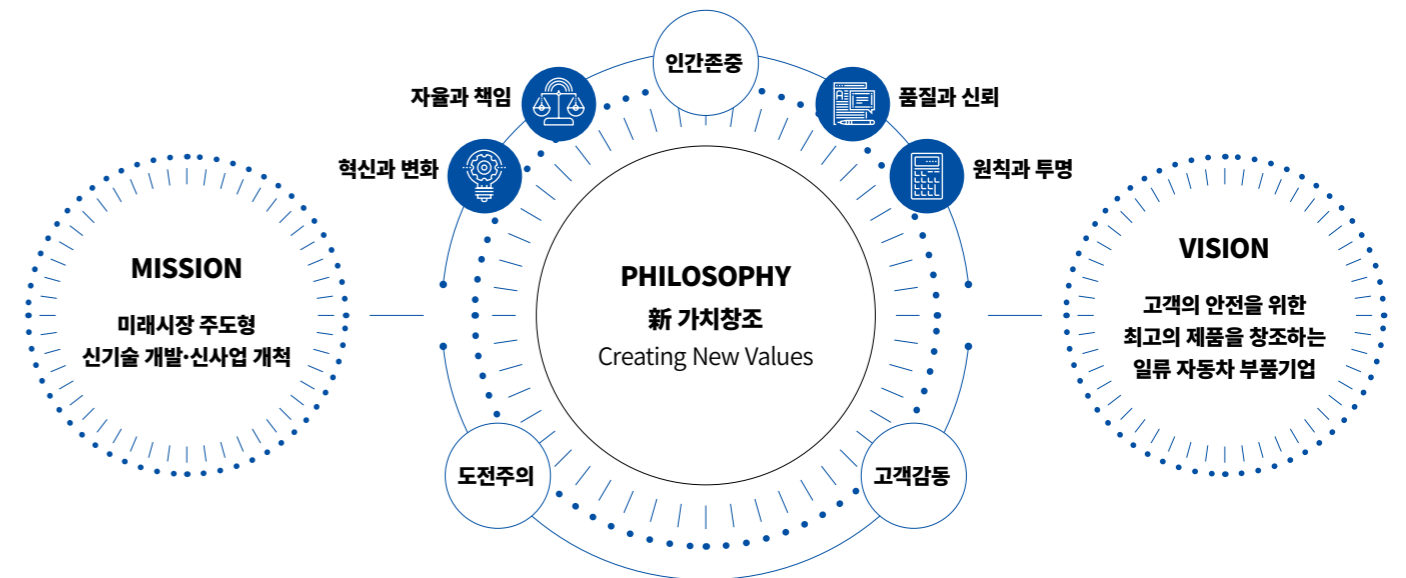 인간존중
자율과 책임
품질과 신뢰
혁신과 변화
원칙과 투명
MISSION
미래시장 주도형
신기술 개발·신사업 개척
PHILOSOPHY
新 가치창조
Creating New Values
VISION
고객의 안전을 위한
최고의 제품을 창조하는
일류 자동차 부품기업
도전주의
고객감동